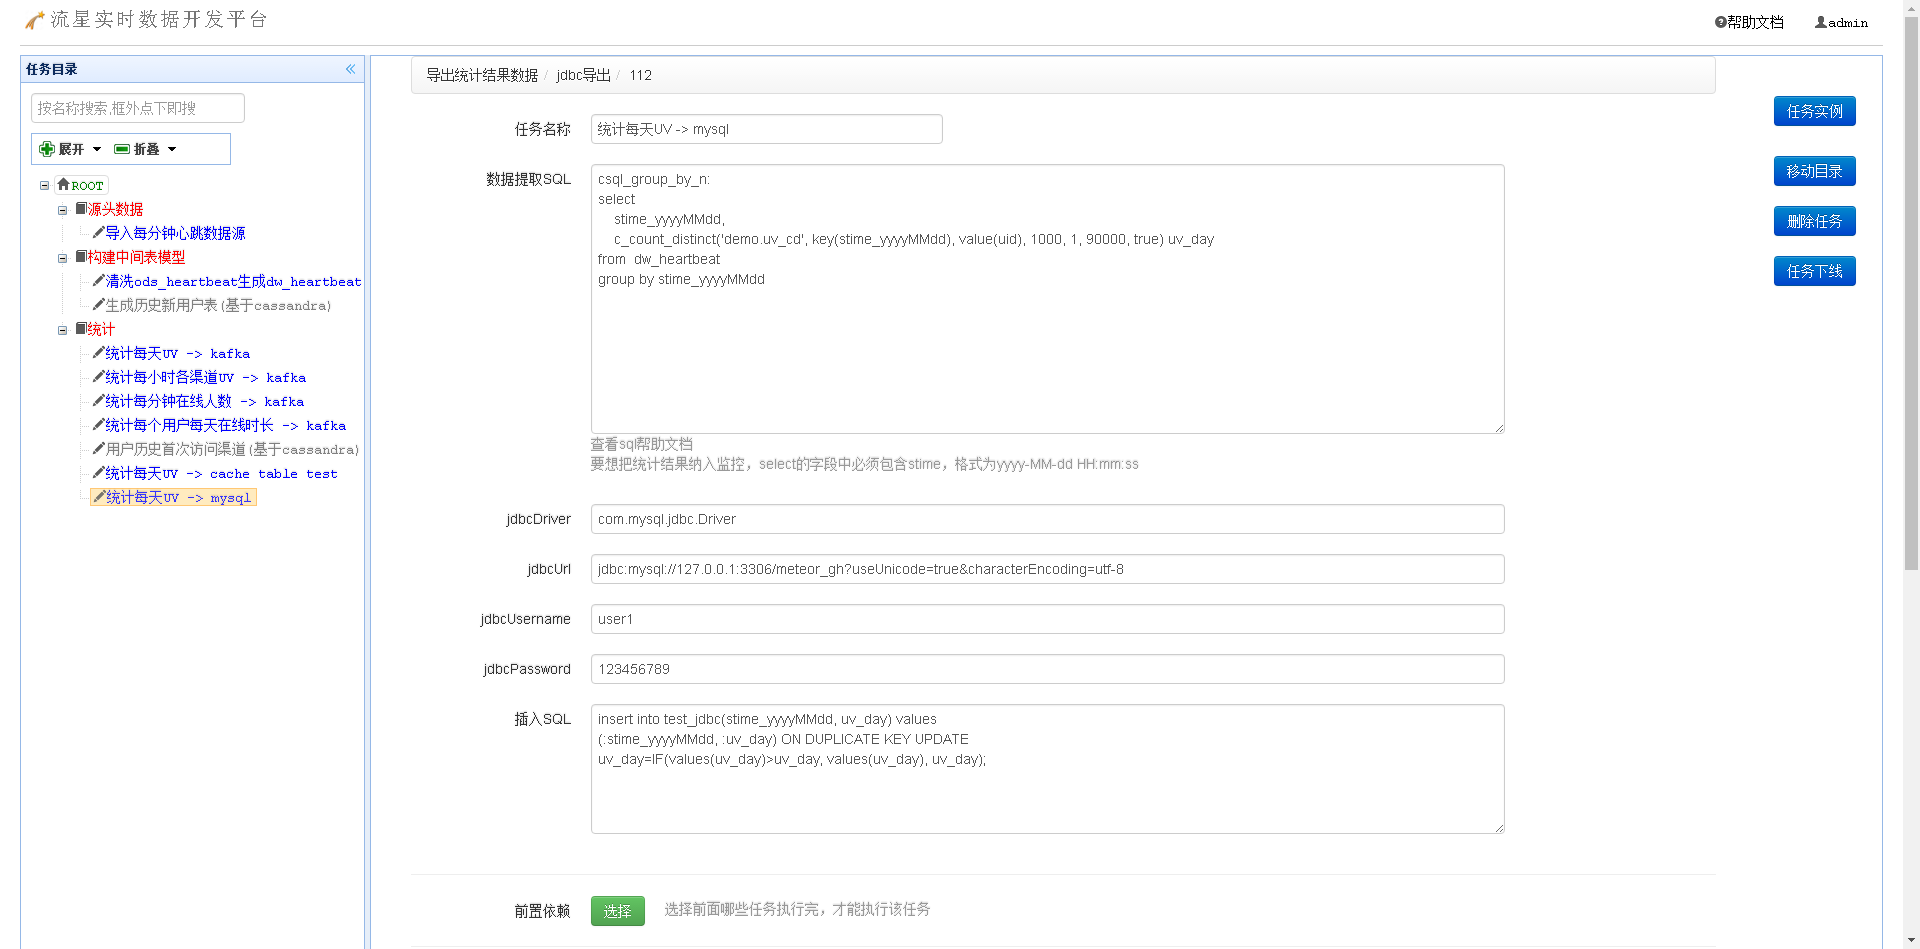 流星实时数据开发平台
帮助文档 admin
任务目录
按名称搜索,框外点下即搜
展开 折叠
ROOT
源头数据
导入每分钟心跳数据源
构建中间表模型
清洗ods_heartbeat生成dw_heartbeat
生成历史新用户表(基于cassandra)
统计
统计每天UV -> kafka
统计每小时各渠道UV -> kafka
统计每分钟在线人数 -> kafka
统计每个用户每天在线时长 -> kafka
用户历史首次访问渠道(基于cassandra)
统计每天UV -> cache table test
统计每天UV -> mysql
导出统计结果数据 / jdbc导出 / 112
任务名称 统计每天UV -> mysql
数据提取SQL
csql_group_by_n:
select
stime_yyyyMMdd,
c_count_distinct('demo.uv_cd', key(stime_yyyyMMdd), value(uid), 1000, 1, 90000, true) uv_day
from  dw_heartbeat
group by stime_yyyyMMdd
查看sql帮助文档
要想把统计结果纳入监控，select的字段中必须包含stime，格式为yyyy-MM-dd HH:mm:ss
jdbcDriver com.mysql.jdbc.Driver
jdbcUrl jdbc:mysql://127.0.0.1:3306/meteor_gh?useUnicode=true&characterEncoding=utf-8
jdbcUsername user1
jdbcPassword 123456789
插入SQL
insert into test_jdbc(stime_yyyyMMdd, uv_day) values
(:stime_yyyyMMdd, :uv_day) ON DUPLICATE KEY UPDATE
uv_day=IF(values(uv_day)>uv_day, values(uv_day), uv_day);
前置依赖 选择 选择前面哪些任务执行完，才能执行该任务
任务实例
移动目录
删除任务
任务下线